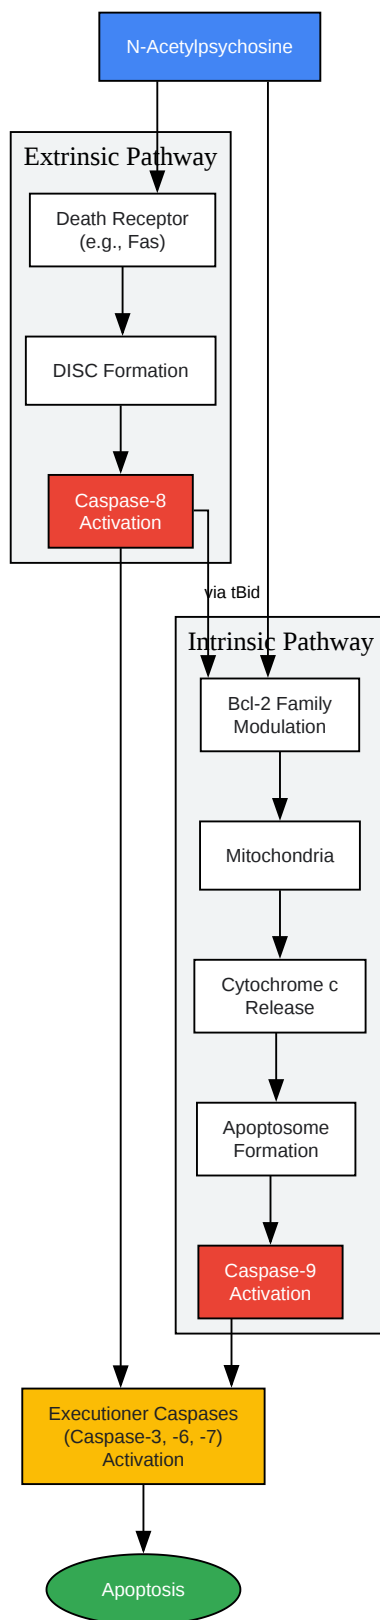 N-Acetylpsychosine
Extrinsic Pathway
Death Receptor
(e.g., Fas)
DISC Formation
Caspase-8
Activation
via tBid
Intrinsic Pathway
Bcl-2 Family
Modulation
Mitochondria
Cytochrome c
Release
Apoptosome
Formation
Caspase-9
Activation
Executioner Caspases
(Caspase-3, -6, -7)
Activation
Apoptosis